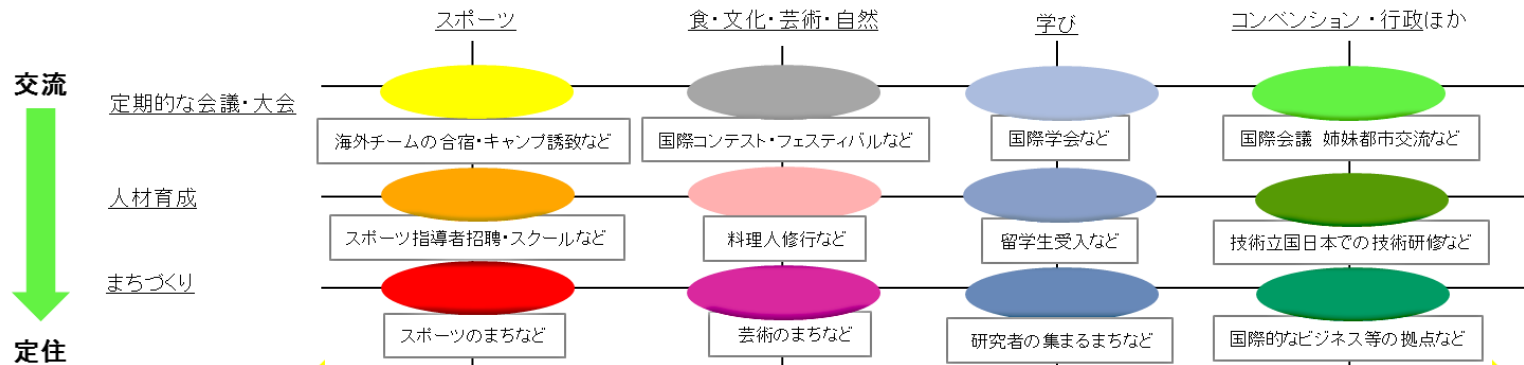 スポーツ
食・文化・芸術・自然
学び
コンベンション・行政ほか
交流
定期的な会議・大会
海外チームの合宿・キャンプ誘致など
国際コンテスト・フェスティバルなど
国際学会など
国際会議 姉妹都市交流など
人材育成
スポーツ指導者招聘・スクールなど
料理人修行など
留学生受入など
技術立国日本での技術研修など
まちづくり
スポーツのまちなど
芸術のまちなど
研究者の集まるまちなど
国際的なビジネス等の拠点など
定住